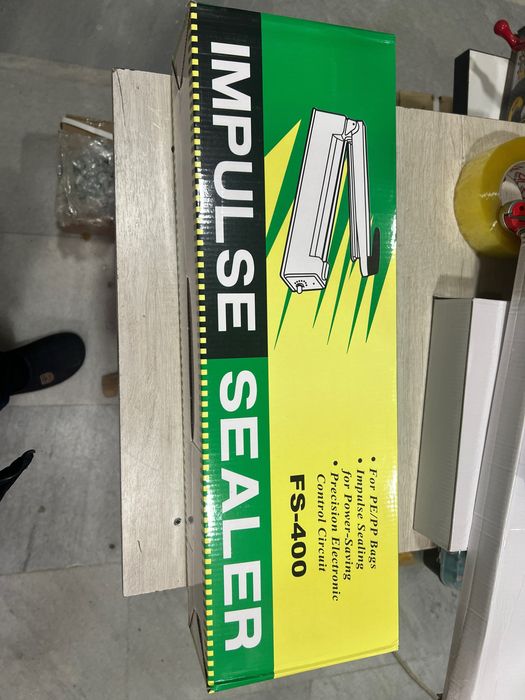 IMPULSE SEALER
• For PE/PP Bags
• Impulse Sealing
for Power-Saving
• Precision Electronic
Control Circuit
FS-400